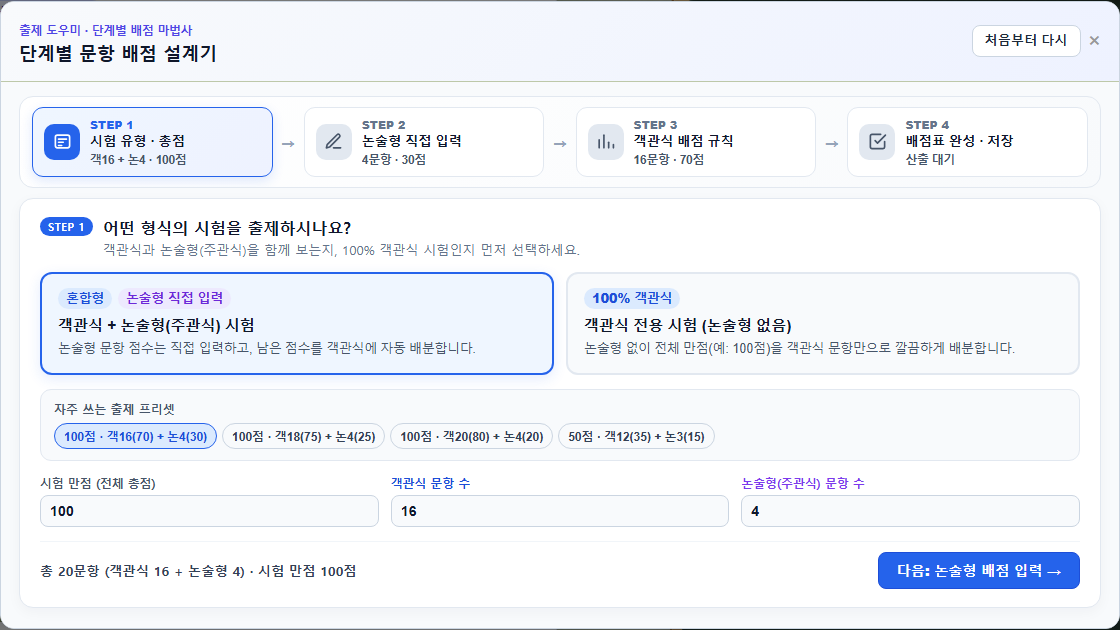 출제 도우미 · 단계별 배점 마법사
단계별 문항 배점 설계기
처음부터 다시
×
STEP 1
시험 유형 · 총점
객16 + 논4 · 100점
→
STEP 2
논술형 직접 입력
4문항 · 30점
→
STEP 3
객관식 배점 규칙
16문항 · 70점
→
STEP 4
배점표 완성 · 저장
산출 대기
STEP 1
어떤 형식의 시험을 출제하시나요?
객관식과 논술형(주관식)을 함께 보는지, 100% 객관식 시험인지 먼저 선택하세요.
혼합형
논술형 직접 입력
객관식 + 논술형(주관식) 시험
논술형 문항 점수는 직접 입력하고, 남은 점수를 객관식에 자동 배분합니다.
100% 객관식
객관식 전용 시험 (논술형 없음)
논술형 없이 전체 만점(예: 100점)을 객관식 문항만으로 깔끔하게 배분합니다.
자주 쓰는 출제 프리셋
100점 · 객16(70) + 논4(30)
100점 · 객18(75) + 논4(25)
100점 · 객20(80) + 논4(20)
50점 · 객12(35) + 논3(15)
시험 만점 (전체 총점)
100
객관식 문항 수
16
논술형(주관식) 문항 수
4
총 20문항 (객관식 16 + 논술형 4) · 시험 만점 100점
다음: 논술형 배점 입력 →